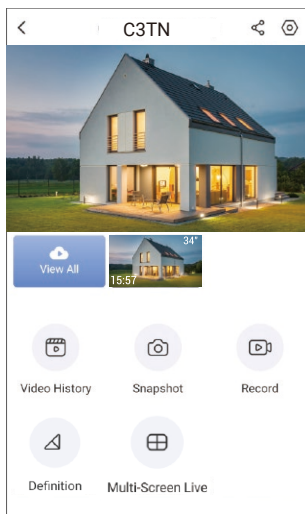 C3TN
View All
34"
15:57
Video History
Snapshot
Record
Definition
Multi-Screen Live